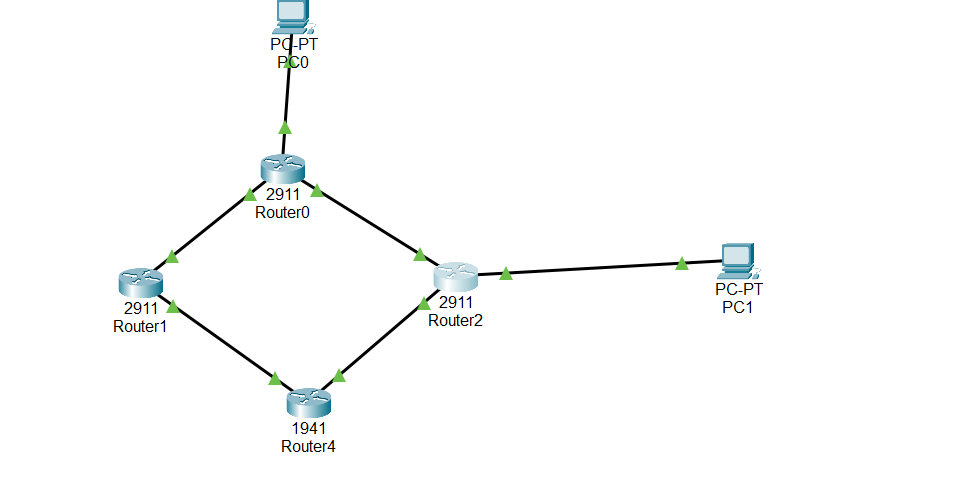 PC-PT
PC0
2911
Router0
2911
Router1
2911
Router2
PC-PT
PC1
1941
Router4